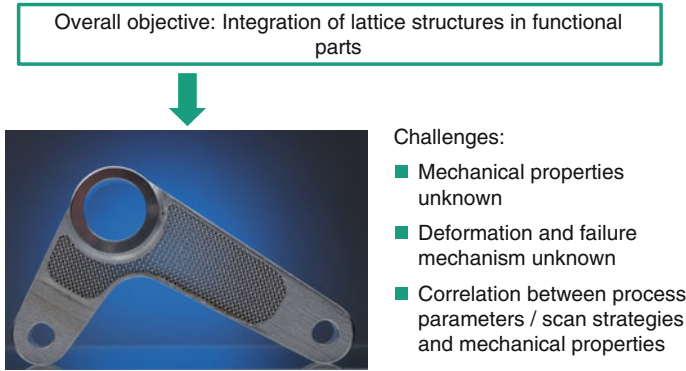 Overall objective: Integration of lattice structures in functional
parts
Challenges:
Mechanical properties
unknown
Deformation and failure
mechanism unknown
Correlation between process
parameters / scan strategies
and mechanical properties